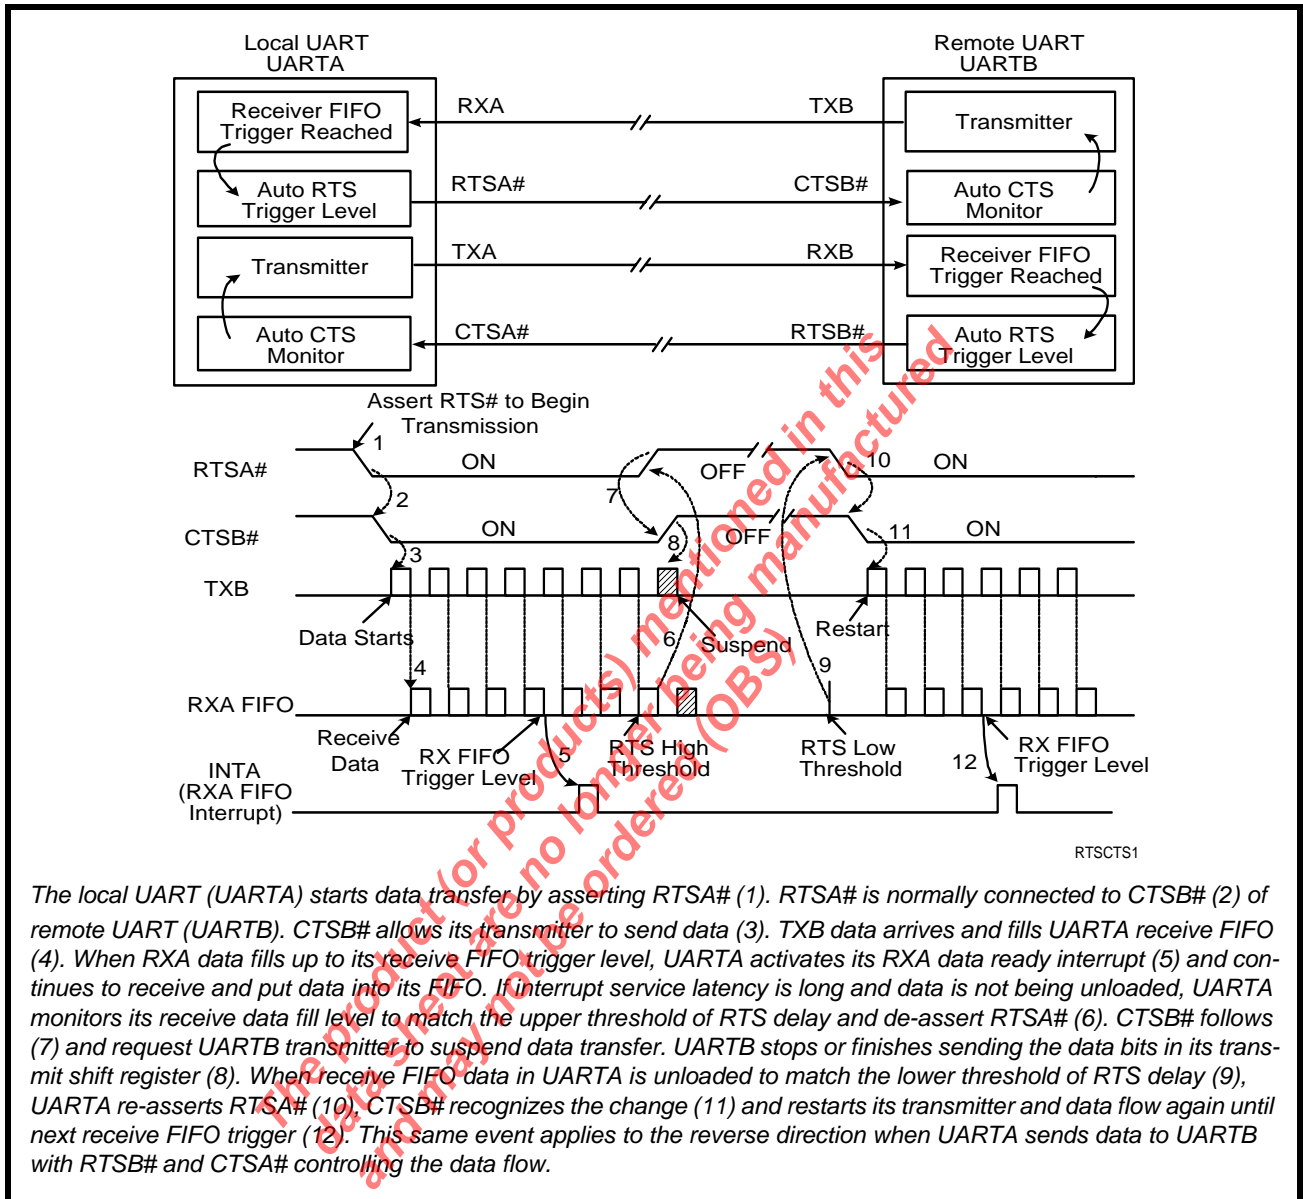 Local UART
UARTA
Remote UART
UARTB
Receiver FIFO
Trigger Reached
RXA
TXB
Transmitter
Auto RTS
Trigger Level
RTSA#
CTSB#
Auto CTS
Monitor
Transmitter
TXA
RXB
Receiver FIFO
Trigger Reached
Auto CTS
Monitor
CTSA#
RTSB#
Auto RTS
Trigger Level
Assert RTS# to Begin
Transmission
1
RTSA#
ON
OFF
10
ON
2
7
CTSB#
ON
8
OFF
11
ON
3
TXB
Data Starts
6
Suspend
Restart
4
9
RXA FIFO
Receive
Data
RX FIFO
Trigger Level
5
RTS High
Threshold
RTS Low
Threshold
12
RX FIFO
Trigger Level
INTA
(RXA FIFO
Interrupt)
RTSCTS1
The local UART (UARTA) starts data transfer by asserting RTSA# (1). RTSA# is normally connected to CTSB# (2) of
remote UART (UARTB). CTSB# allows its transmitter to send data (3). TXB data arrives and fills UARTA receive FIFO
(4). When RXA data fills up to its receive FIFO trigger level, UARTA activates its RXA data ready interrupt (5) and con-
tinues to receive and put data into its FIFO. If interrupt service latency is long and data is not being unloaded, UARTA
monitors its receive data fill level to match the upper threshold of RTS delay and de-assert RTSA# (6). CTSB# follows
(7) and request UARTB transmitter to suspend data transfer. UARTB stops or finishes sending the data bits in its trans-
mit shift register (8). When receive FIFO data in UARTA is unloaded to match the lower threshold of RTS delay (9),
UARTA re-asserts RTSA# (10), CTSB# recognizes the change (11) and restarts its transmitter and data flow again until
next receive FIFO trigger (12). This same event applies to the reverse direction when UARTA sends data to UARTB
with RTSB# and CTSA# controlling the data flow.
The product (or products) mentioned in this
data sheet are no longer being manufactured
and may not be ordered (OBS)